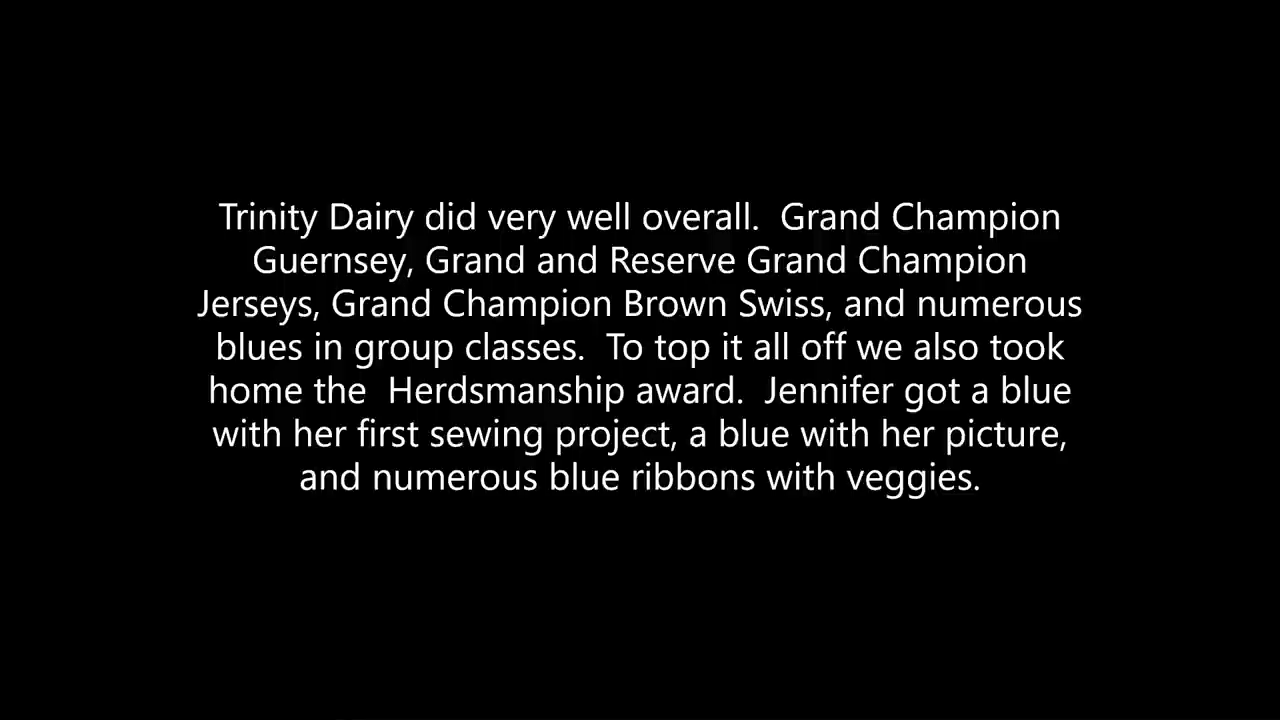 Trinity Dairy did very well overall.  Grand Champion
Guernsey, Grand and Reserve Grand Champion
Jerseys, Grand Champion Brown Swiss, and numerous
blues in group classes.  To top it all off we also took
home the  Herdsmanship award.  Jennifer got a blue
with her first sewing project, a blue with her picture,
and numerous blue ribbons with veggies.